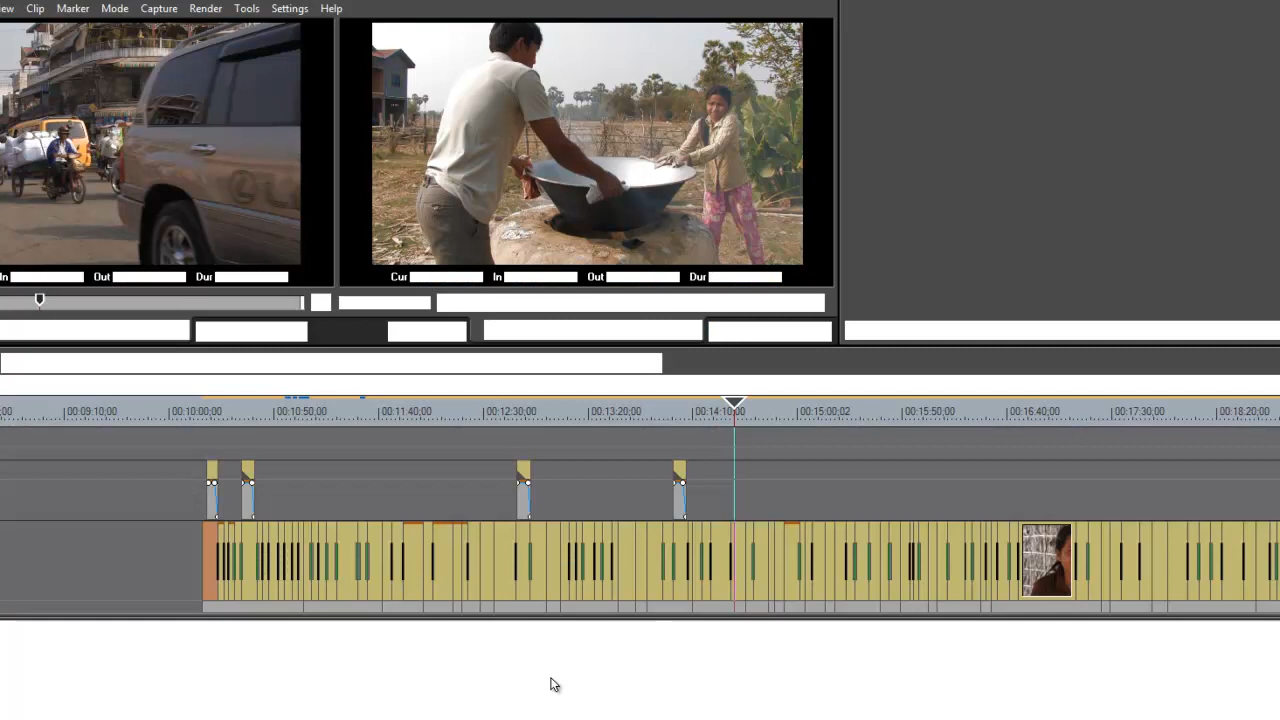 Clip Marker Mode Capture Render Tools Settings Help
In Out Dur Cur In Out Dur
00:09:10;00 00:10:00;00 00:10:50;00 00:11:40;00 00:12:30;00 00:13:20;00 00:14:10;00 00:15:00;02 00:15:50;00 00:16:40;00 00:17:30;00 00:18:20;00